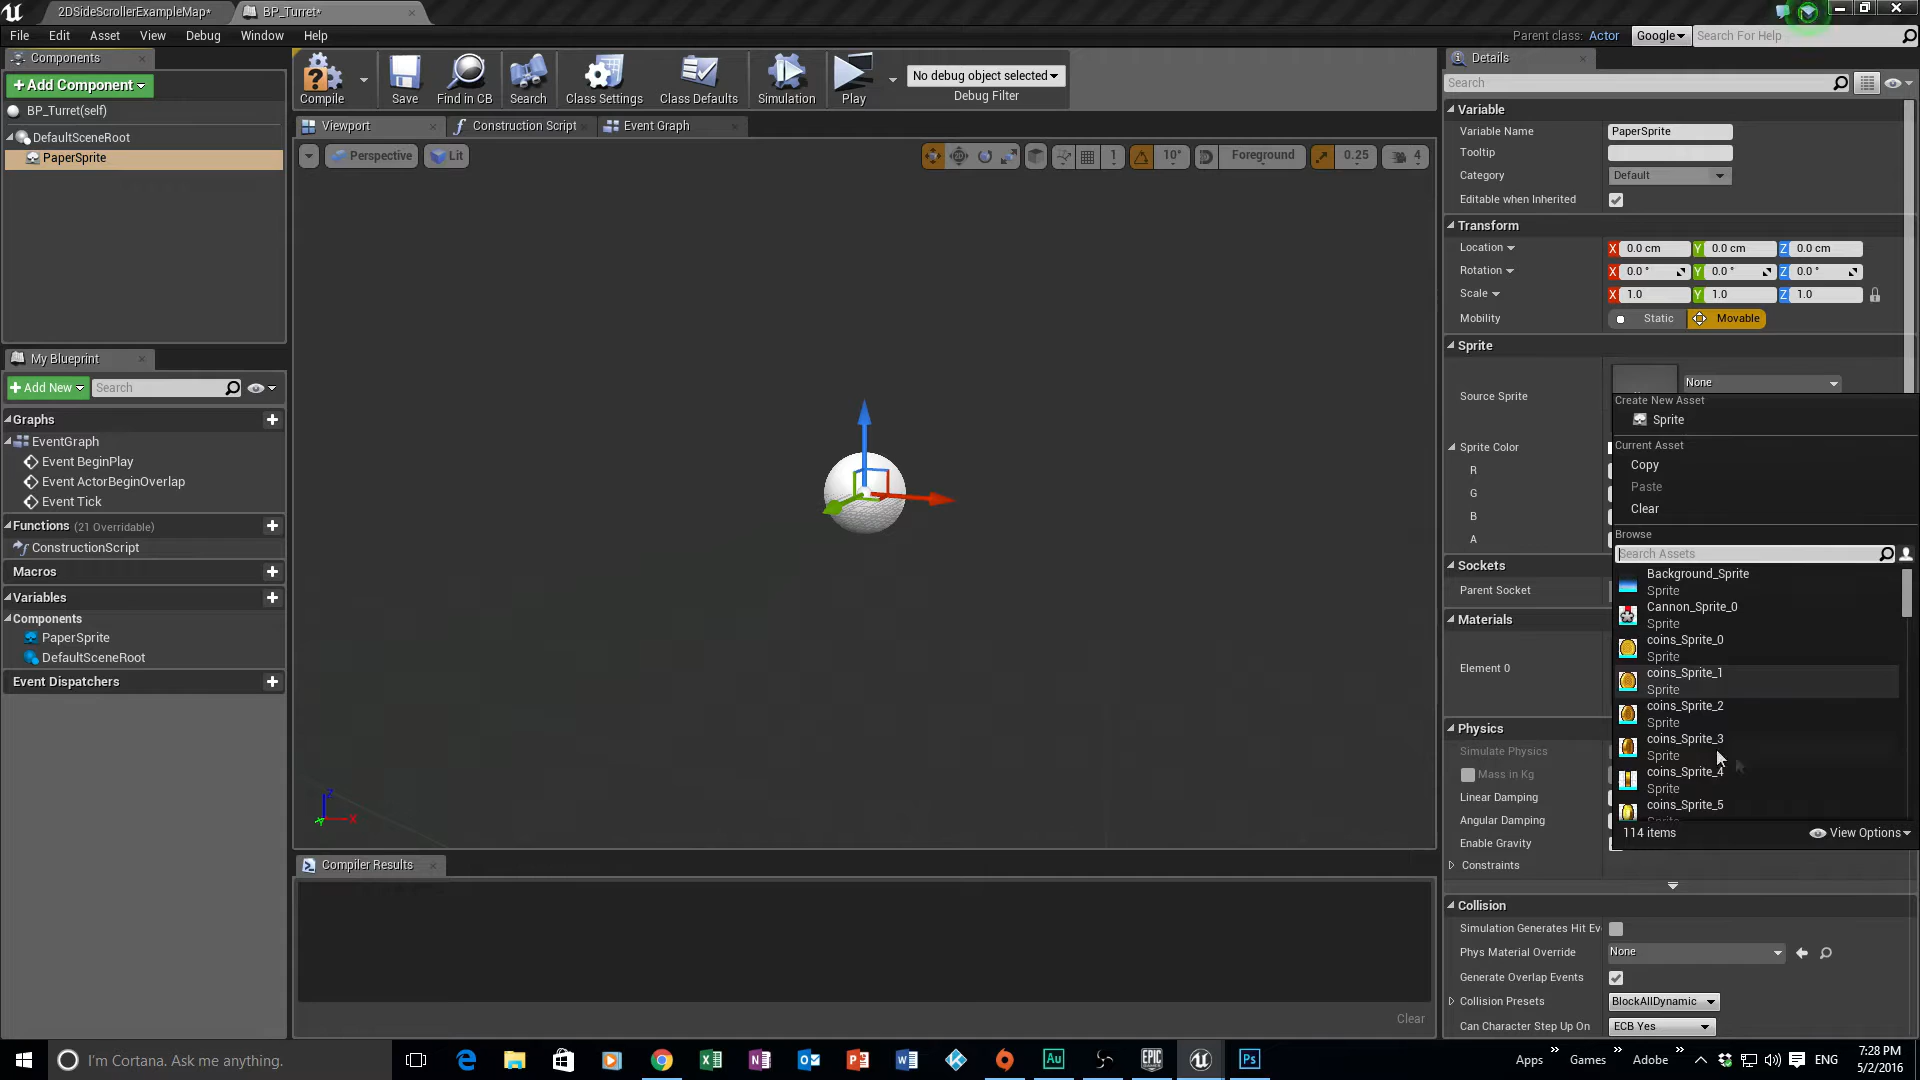 2DSideScrollerExampleMap*
BP_Turret*
File Edit Asset View Debug Window Help
Parent class: Actor Google Search For Help
Components
+Add Component
BP_Turret(self)
DefaultSceneRoot
PaperSprite
Compile Save Find in CB Search Class Settings Class Defaults Simulation Play
No debug object selected
Debug Filter
Viewport Construction Script Event Graph
Perspective Lit
1 10° Foreground 0.25 4
My Blueprint
+Add New Search
Graphs
EventGraph
Event BeginPlay
Event ActorBeginOverlap
Event Tick
Functions (21 Overridable)
ConstructionScript
Macros
Variables
Components
PaperSprite
DefaultSceneRoot
Event Dispatchers
Z
X
Compiler Results
Clear
Details
Search
Variable
Variable Name PaperSprite
Tooltip
Category Default
Editable when Inherited
Transform
Location X 0.0 cm Y 0.0 cm Z 0.0 cm
Rotation X 0.0 ° Y 0.0 ° Z 0.0 °
Scale X 1.0 Y 1.0 Z 1.0
Mobility Static Movable
Sprite
Source Sprite None
Sprite Color
R
G
B
A
Sockets
Parent Socket
Materials
Element 0
Physics
Simulate Physics
Mass in Kg
Linear Damping
Angular Damping
Enable Gravity
Constraints
Create New Asset
Sprite
Current Asset
Copy
Paste
Clear
Browse
Search Assets
Background_Sprite
Sprite
Cannon_Sprite_0
Sprite
coins_Sprite_0
Sprite
coins_Sprite_1
Sprite
coins_Sprite_2
Sprite
coins_Sprite_3
Sprite
coins_Sprite_4
Sprite
coins_Sprite_5
114 items View Options
Collision
Simulation Generates Hit Ev
Phys Material Override None
Generate Overlap Events
Collision Presets BlockAllDynamic
Can Character Step Up On ECB Yes
I'm Cortana. Ask me anything.
Apps Games Adobe ENG
7:28 PM
5/2/2016